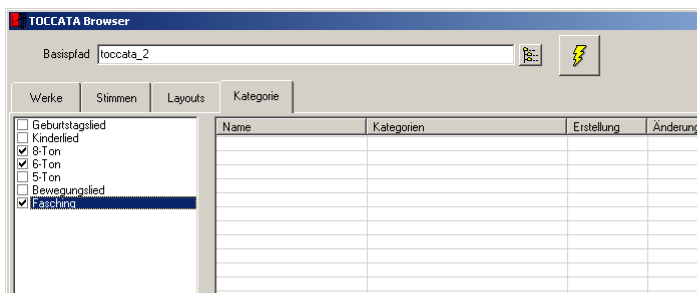 TOCCATA Browser
Basispfad toccata_2
Werke Stimmen Layouts Kategorie
Geburtstagslied
Kinderlied
8-Ton
6-Ton
5-Ton
Bewegungslied
Fasching
Name Kategorien Erstellung Änderung